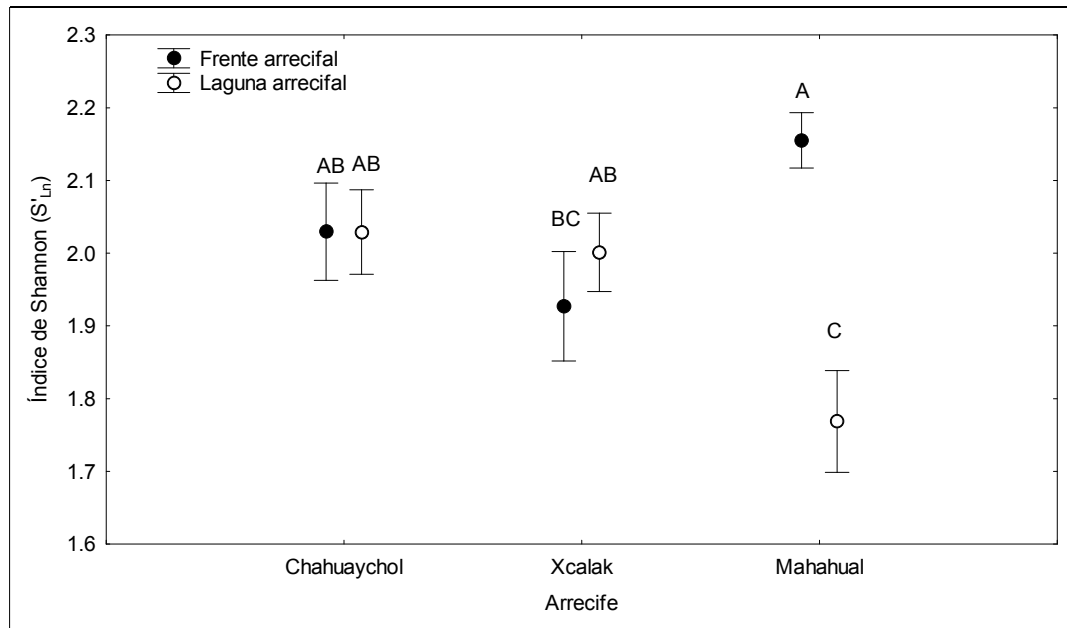 2.3
Frente arrecifal
Laguna arrecifal
2.2
A
AB AB
AB
2.1
BC
2.0
1.9
C
1.8
1.7
1.6
Índice de Shannon (S'Ln)
Chahuaychol Xcalak Mahahual
Arrecife